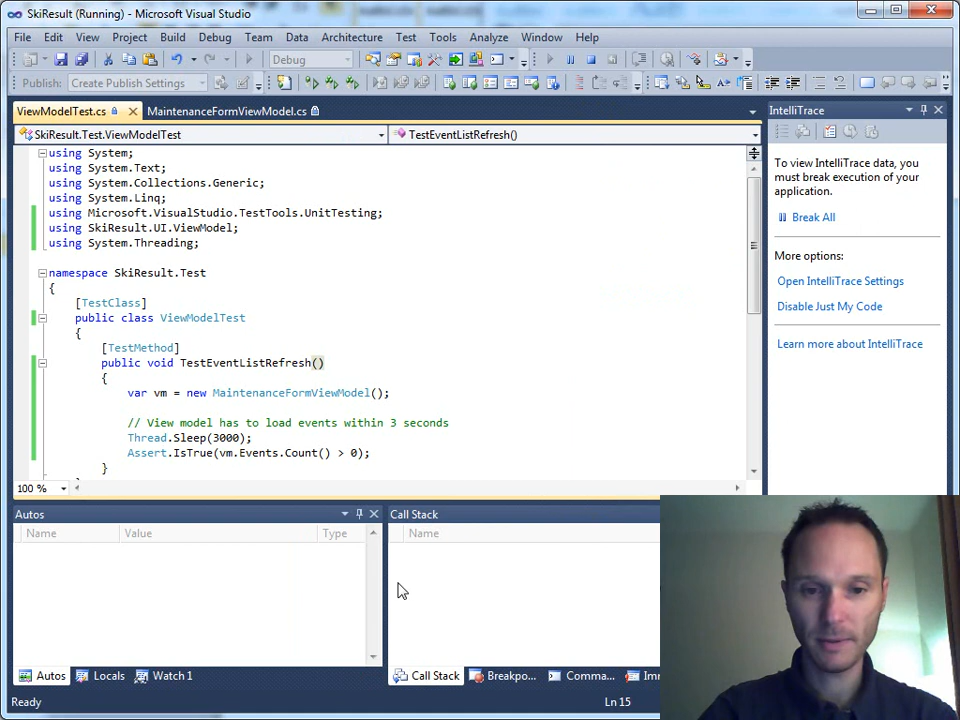 SkiResult (Running) - Microsoft Visual Studio
File Edit View Project Build Debug Team Data Architecture Test Tools Analyze Window Help
Debug
Publish: Create Publish Settings
ViewModelTest.cs MaintenanceFormViewModel.cs
SkiResult.Test.ViewModelTest TestEventListRefresh()
using System;
using System.Text;
using System.Collections.Generic;
using System.Linq;
using Microsoft.VisualStudio.TestTools.UnitTesting;
using SkiResult.UI.ViewModel;
using System.Threading;
namespace SkiResult.Test
{
[TestClass]
public class ViewModelTest
{
[TestMethod]
public void TestEventListRefresh()
{
var vm = new MaintenanceFormViewModel();
// View model has to load events within 3 seconds
Thread.Sleep(3000);
Assert.IsTrue(vm.Events.Count() > 0);
}
100 %
IntelliTrace
To view IntelliTrace data, you
must break execution of your
application.
Break All
More options:
Open IntelliTrace Settings
Disable Just My Code
Learn more about IntelliTrace
Autos
Name Value Type
Call Stack
Name
Autos Locals Watch 1
Call Stack Breakpo... Comma... Imm
Ready Ln 15